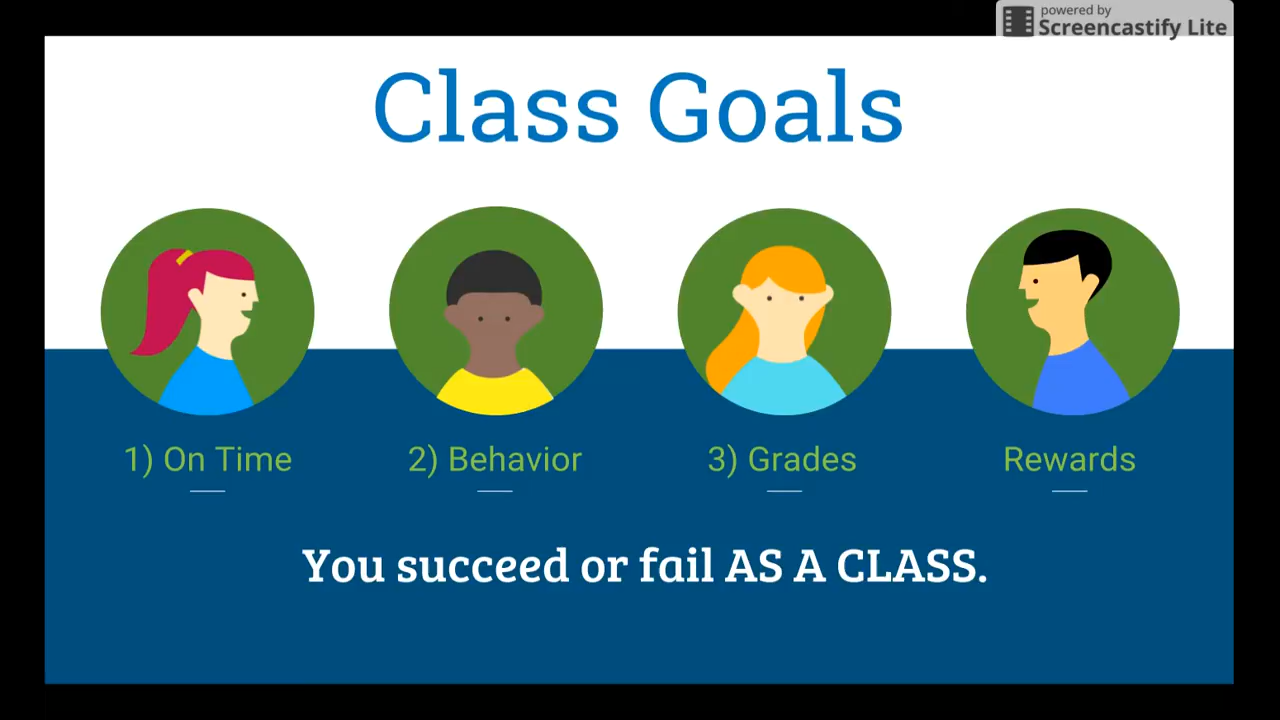 powered by
Screencastify Lite
Class Goals
1) On Time
2) Behavior
3) Grades
Rewards
You succeed or fail AS A CLASS.